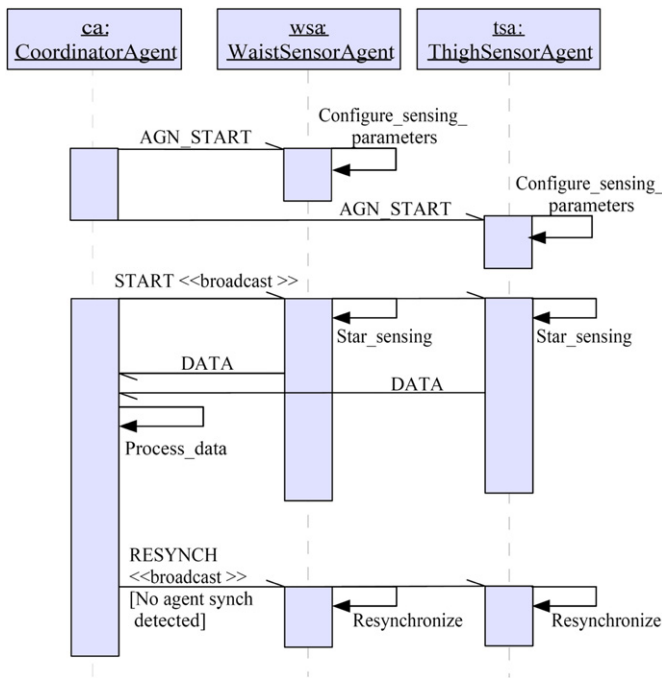 ca:
CoordinatorAgent
wsa:
WaistSensorAgent
tsa:
ThighSensorAgent
AGN_START
Configure_sensing_
parameters
AGN_START
Configure_sensing_
parameters
START <<broadcast >>
Star_sensing
Star_sensing
DATA
DATA
Process_data
RESYNCH
<<broadcast >>
[No agent synch
detected]
Resynchronize
Resynchronize